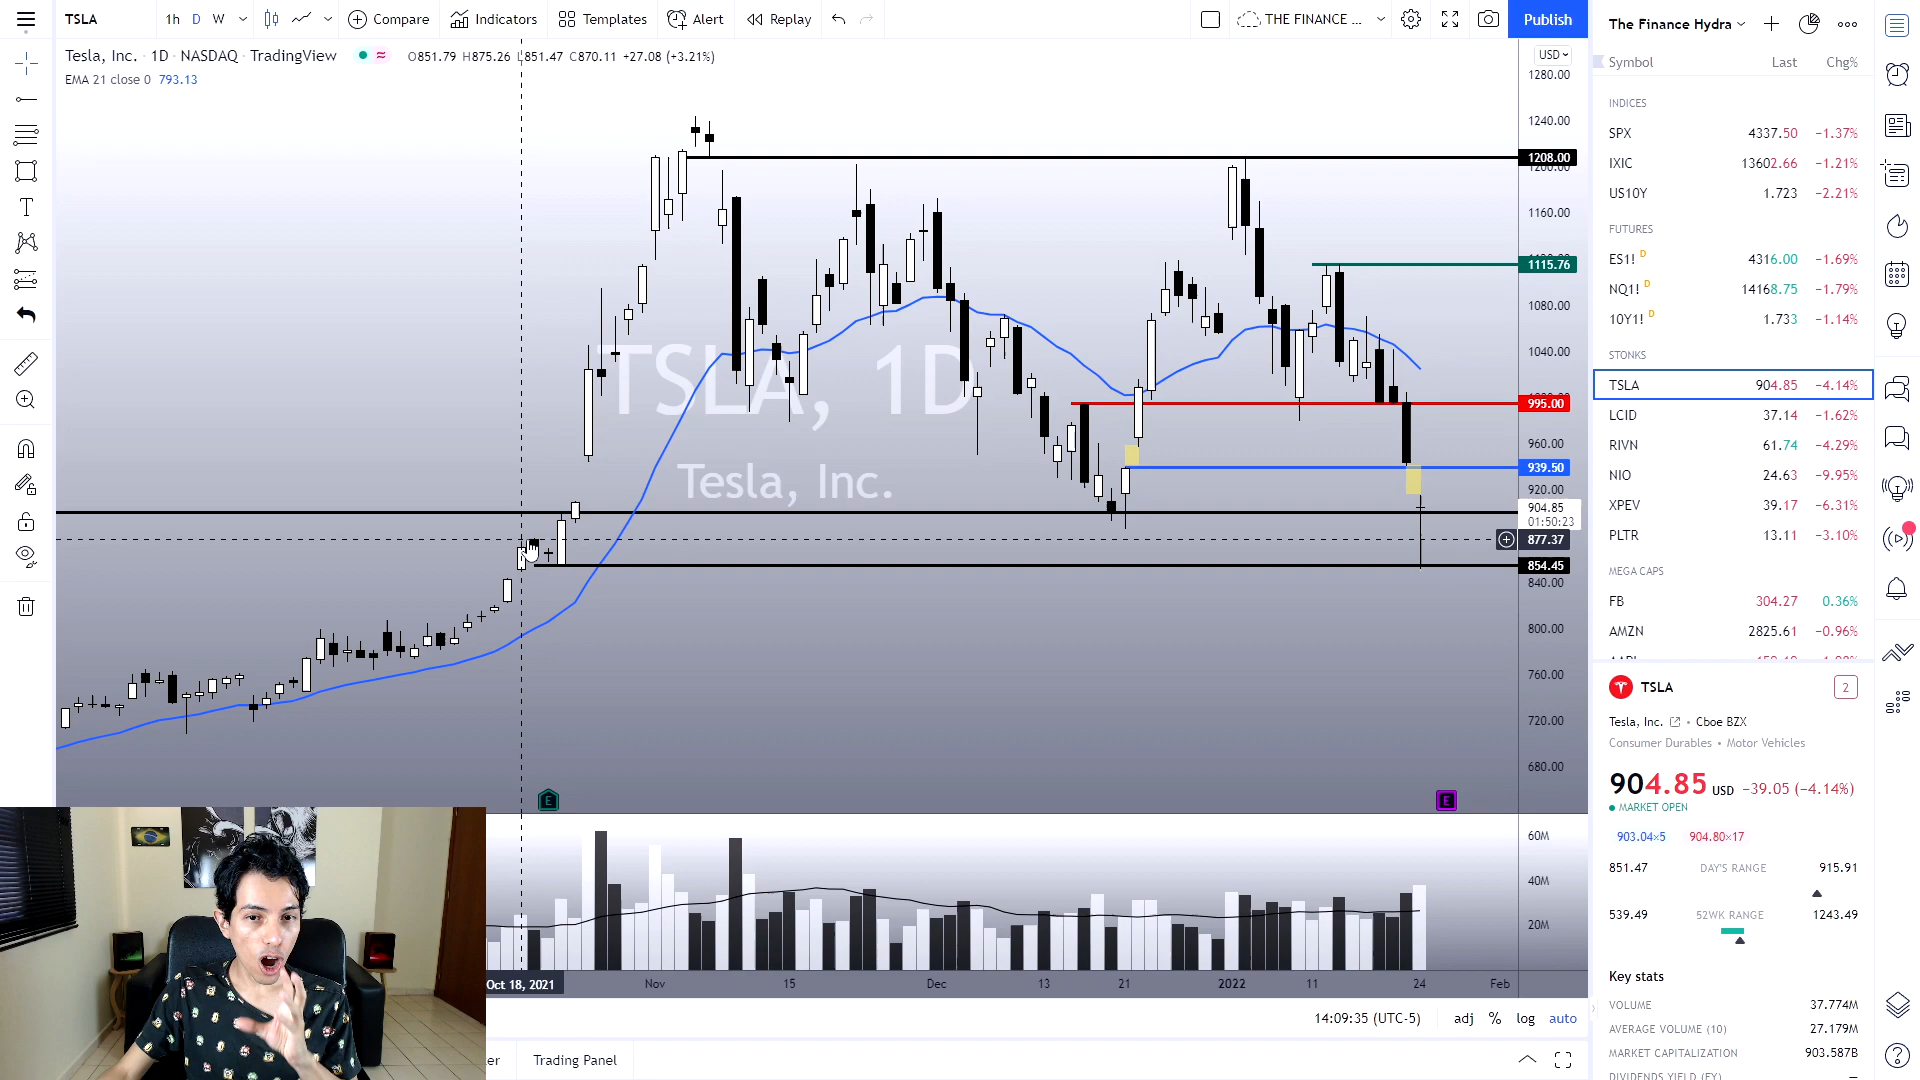 TSLA
1h D W
Compare
Indicators
Templates
Alert
Replay
THE FINANCE ...
Publish
Tesla, Inc. · 1D · NASDAQ · TradingView
O851.79 H875.26 L851.47 C870.11 +27.08 (+3.21%)
EMA 21 close 0 793.13
TSLA, 1D
Tesla, Inc.
USD
1280.00
1240.00
1208.00
1200.00
1160.00
1115.76
1080.00
1040.00
995.00
960.00
939.50
920.00
904.85
01:50:23
877.37
854.45
840.00
800.00
760.00
720.00
680.00
E
E
60M
40M
20M
Oct 18, 2021
Nov
15
Dec
13
21
2022
11
24
Feb
14:09:35 (UTC-5)
adj % log auto
er
Trading Panel
The Finance Hydra
Symbol Last Chg%
INDICES
SPX 4337.50 −1.37%
IXIC 13602.66 −1.21%
US10Y 1.723 −2.21%
FUTURES
ES1! D 4316.00 −1.69%
NQ1! D 14168.75 −1.79%
10Y1! D 1.733 −1.14%
STONKS
TSLA 904.85 −4.14%
LCID 37.14 −1.62%
RIVN 61.74 −4.29%
NIO 24.63 −9.95%
XPEV 39.17 −6.31%
PLTR 13.11 −3.10%
MEGA CAPS
FB 304.27 0.36%
AMZN 2825.61 −0.96%
TSLA
2
Tesla, Inc. • Cboe BZX
Consumer Durables • Motor Vehicles
904.85 USD −39.05 (−4.14%)
MARKET OPEN
903.04×5 904.80×17
851.47 DAY'S RANGE 915.91
539.49 52WK RANGE 1243.49
Key stats
VOLUME 37.774M
AVERAGE VOLUME (10) 27.179M
MARKET CAPITALIZATION 903.587B
DIVIDENDS YIELD (FY) —